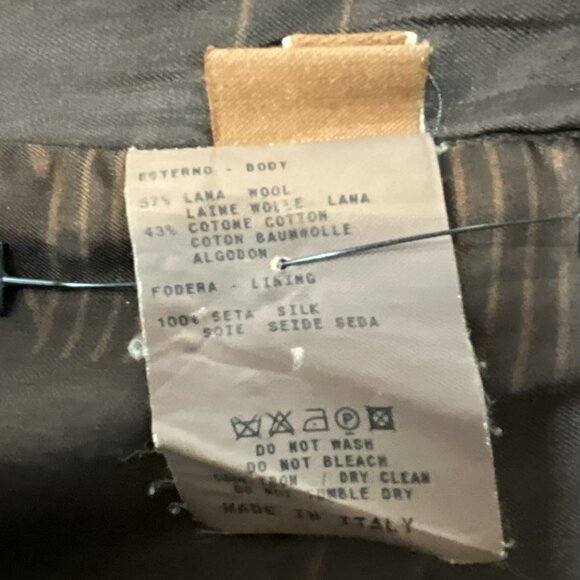 ESTERNO - BODY
57% LANA WOOL
LAINE WOLLE LANA
43% COTONE COTTON
COTON BAUMWOLLE
ALGODON
FODERA - LINING
100% SETA SILK
SOIE SEIDE SEDA
P
DO NOT WASH
DO NOT BLEACH
IRON / DRY CLEAN
DO NOT TUMBLE DRY
MADE IN ITALY